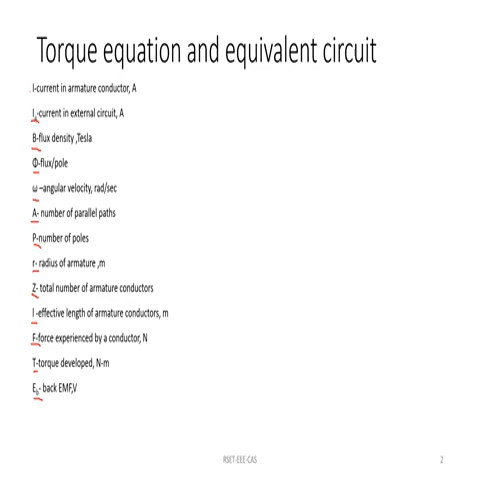 Torque equation and equivalent circuit
I-current in armature conductor, A
Ia-current in external circuit, A
B-flux density ,Tesla
Φ-flux/pole
ω –angular velocity, rad/sec
A- number of parallel paths
P-number of poles
r- radius of armature ,m
Z- total number of armature conductors
l -effective length of armature conductors, m
F-force experienced by a conductor, N
T-torque developed, N-m
Eb- back EMF,V
RSET-EEE-CAS
2